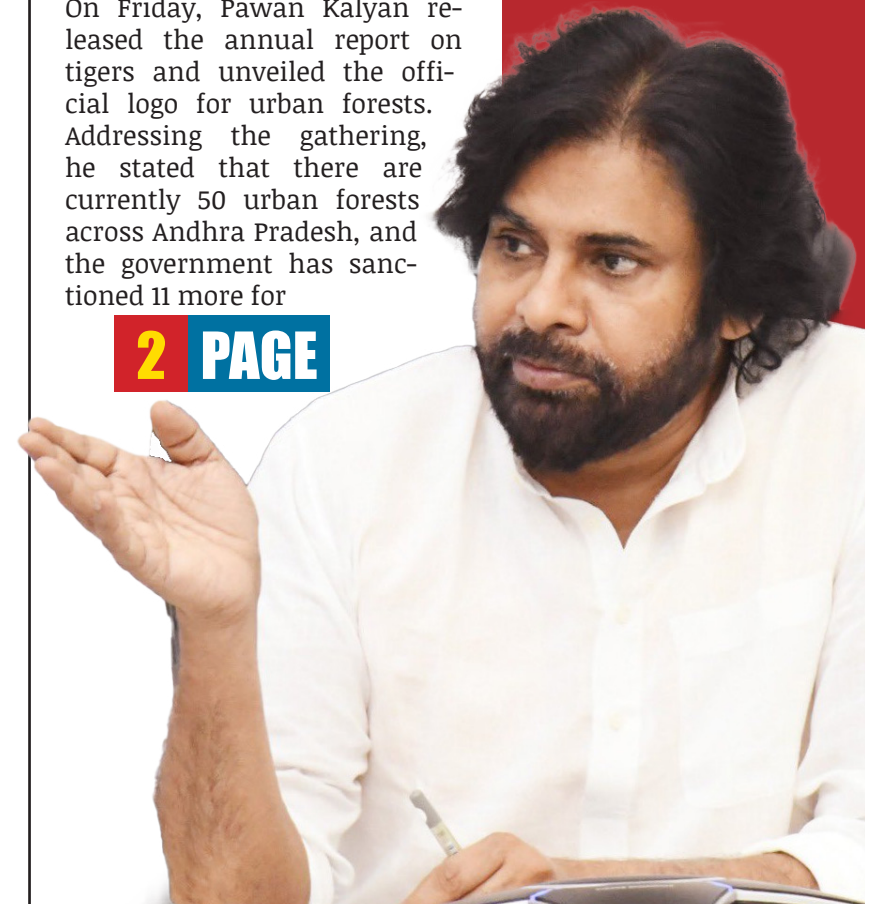 On Friday, Pawan Kalyan re-
leased the annual report on
tigers and unveiled the offi-
cial logo for urban forests.
Addressing the gathering,
he stated that there are
currently 50 urban forests
across Andhra Pradesh, and
the government has sanc-
tioned 11 more for
2 PAGE